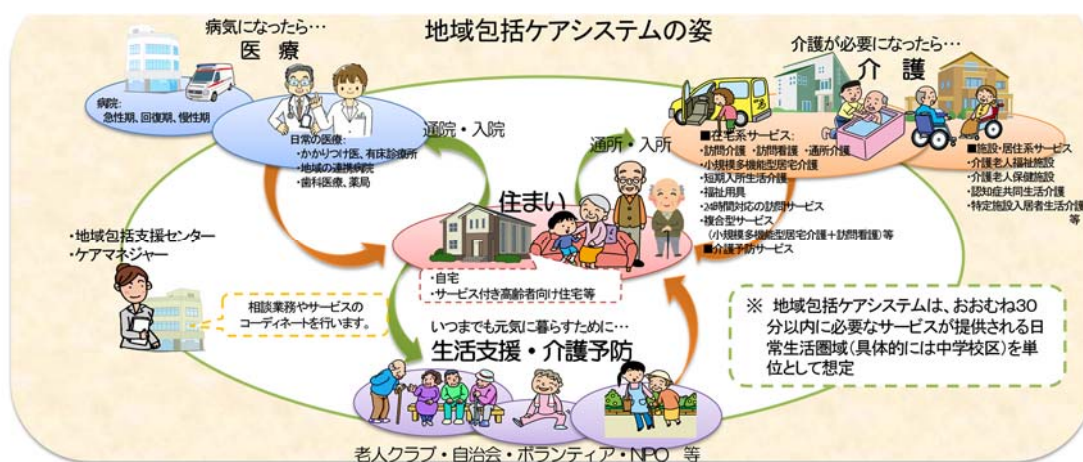 地域包括ケアシステムの姿
病気になったら…
医 療
病院:
急性期、回復期、慢性期
日常の医療:
・かかりつけ医、有床診療所
・地域の連携病院
・歯科医療、薬局
通院・入院
介護が必要になったら…
介 護
通所・入所
■在宅系サービス:
・訪問介護 ・訪問看護 ・通所介護
・小規模多機能型居宅介護
・短期入所生活介護
・福祉用具
・24時間対応の訪問サービス
・複合型サービス
（小規模多機能型居宅介護＋訪問看護）等
■介護予防サービス
■施設・居住系サービス
・介護老人福祉施設
・介護老人保健施設
・認知症共同生活介護
・特定施設入居者生活介護
等
住まい
・自宅
・サービス付き高齢者向け住宅等
・地域包括支援センター
・ケアマネジャー
相談業務やサービスの
コーディネートを行います。
いつまでも元気に暮らすために…
生活支援・介護予防
老人クラブ・自治会・ボランティア・NPO 等
※ 地域包括ケアシステムは、おおむね30
分以内に必要なサービスが提供される日
常生活圏域（具体的には中学校区）を単
位として想定